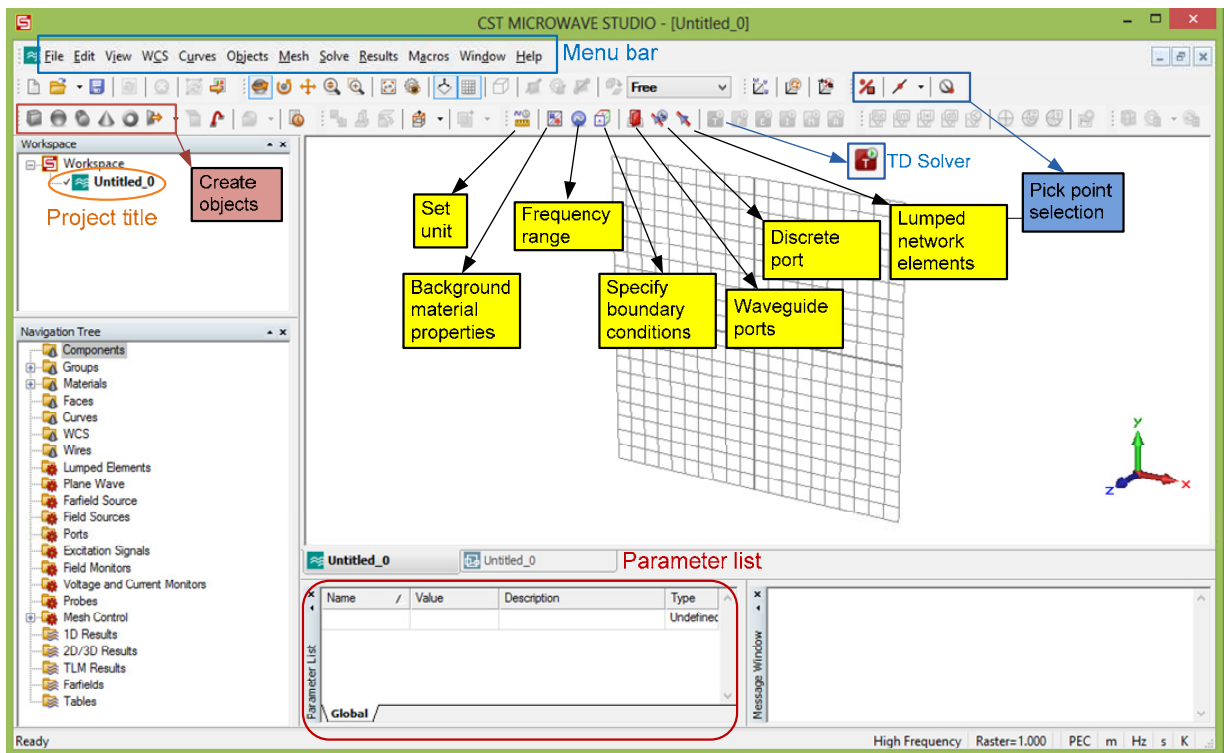 CST MICROWAVE STUDIO - [Untitled_0]
File Edit View WCS Curves Objects Mesh Solve Results Macros Window Help
Menu bar
Free
Workspace
Workspace
Untitled_0
Project title
Create
objects
TD Solver
Pick point
selection
Set
unit
Frequency
range
Discrete
port
Lumped
network
elements
Background
material
properties
Specify
boundary
conditions
Waveguide
ports
Navigation Tree
Components
Groups
Materials
Faces
Curves
WCS
Wires
Lumped Elements
Plane Wave
Farfield Source
Field Sources
Ports
Excitation Signals
Field Monitors
Voltage and Current Monitors
Probes
Mesh Control
1D Results
2D/3D Results
TLM Results
Farfields
Tables
y
z
x
Untitled_0
Untitled_0
Parameter list
Name / Value Description Type
Undefined
Parameter List
Global
Message Window
Ready
High Frequency Raster=1.000 PEC m Hz s K